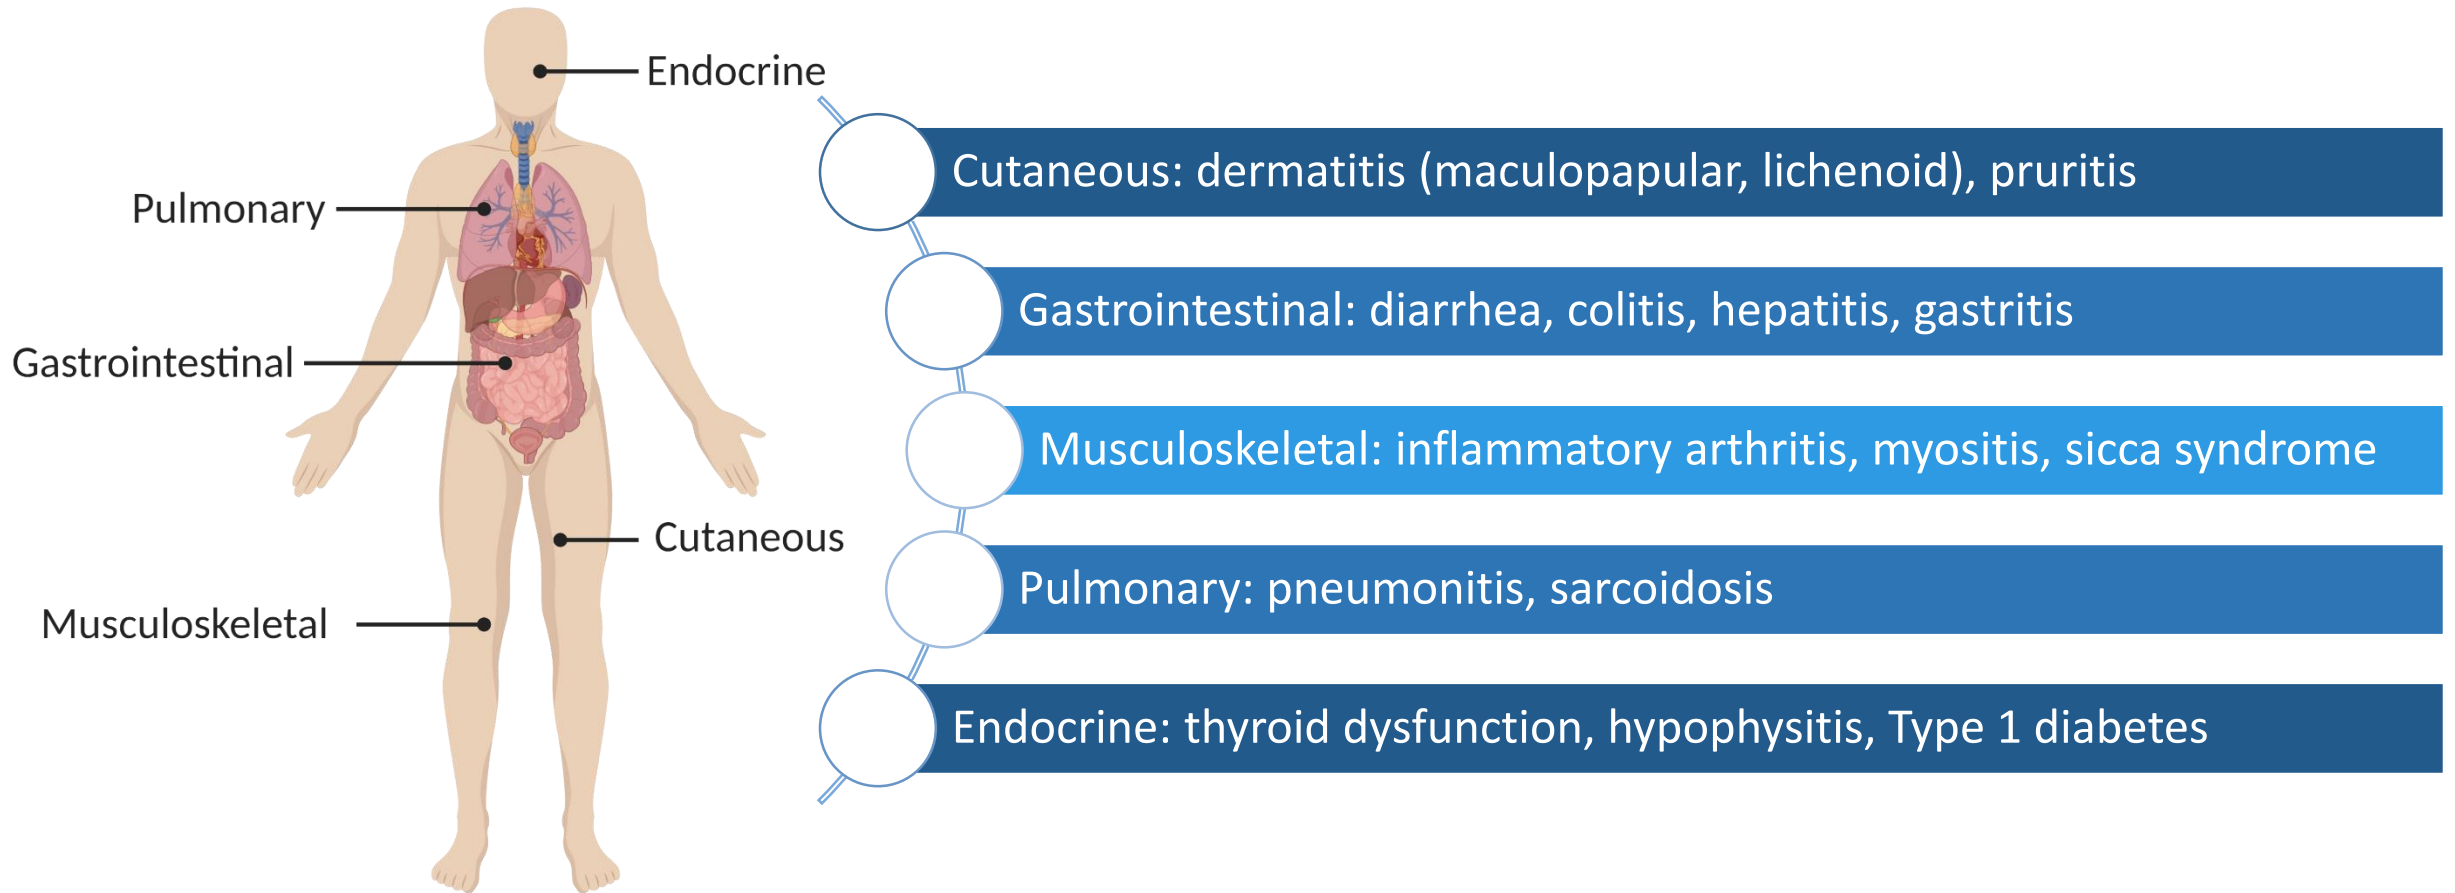 Endocrine
Pulmonary
Gastrointestinal
Cutaneous
Musculoskeletal
Cutaneous: dermatitis (maculopapular, lichenoid), pruritis
Gastrointestinal: diarrhea, colitis, hepatitis, gastritis
Musculoskeletal: inflammatory arthritis, myositis, sicca syndrome
Pulmonary: pneumonitis, sarcoidosis
Endocrine: thyroid dysfunction, hypophysitis, Type 1 diabetes